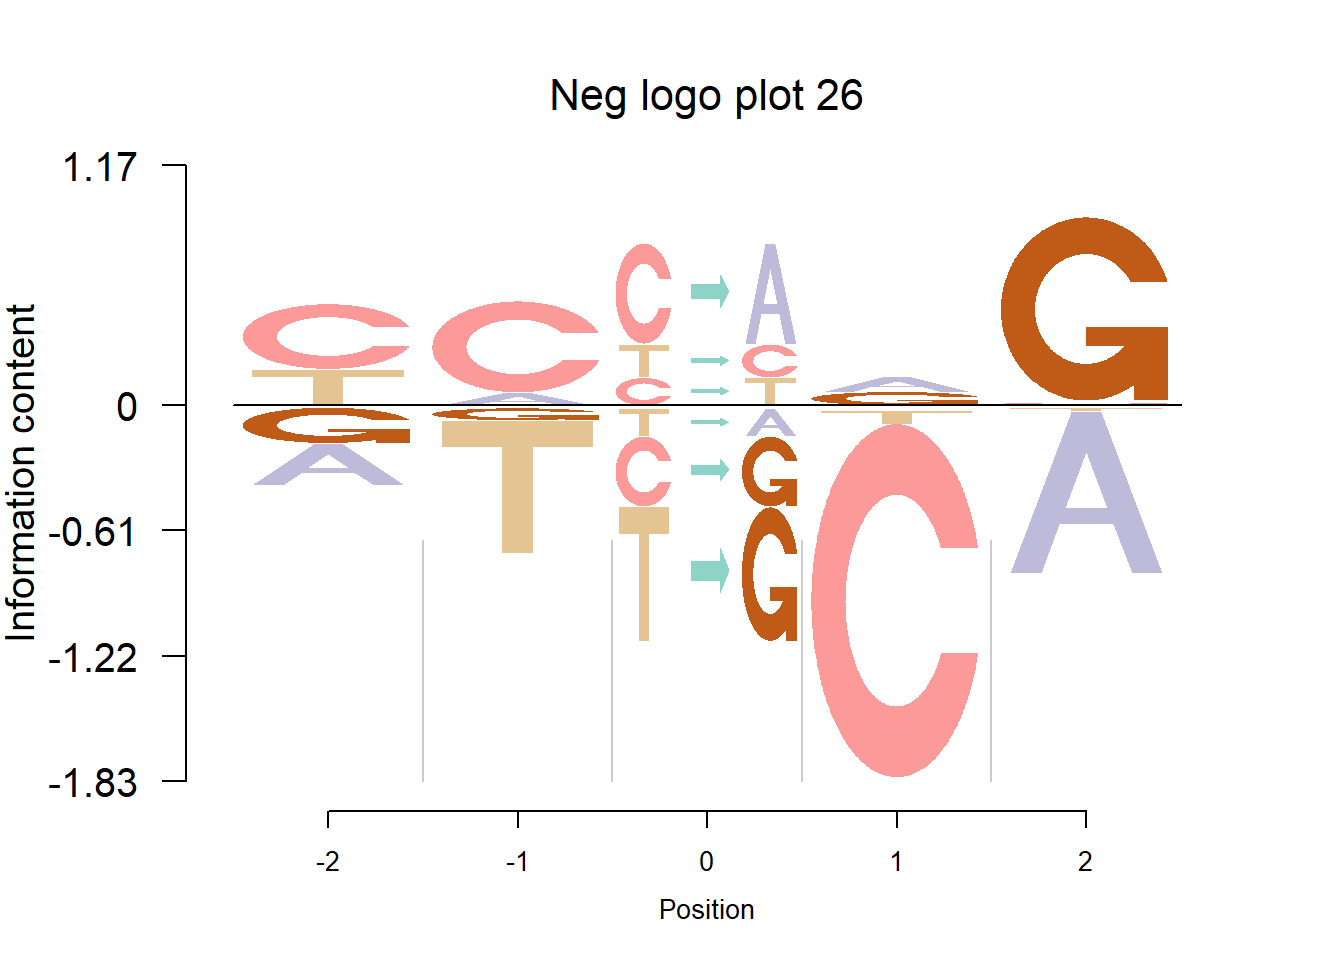 Neg logo plot 26
Information content
1.17
0
-0.61
-1.22
-1.83
C T G A
C A G T
C → A
T → C
C → T
T → A
C → G
T → G
A G T C
G T A
-2 -1 0 1 2
Position